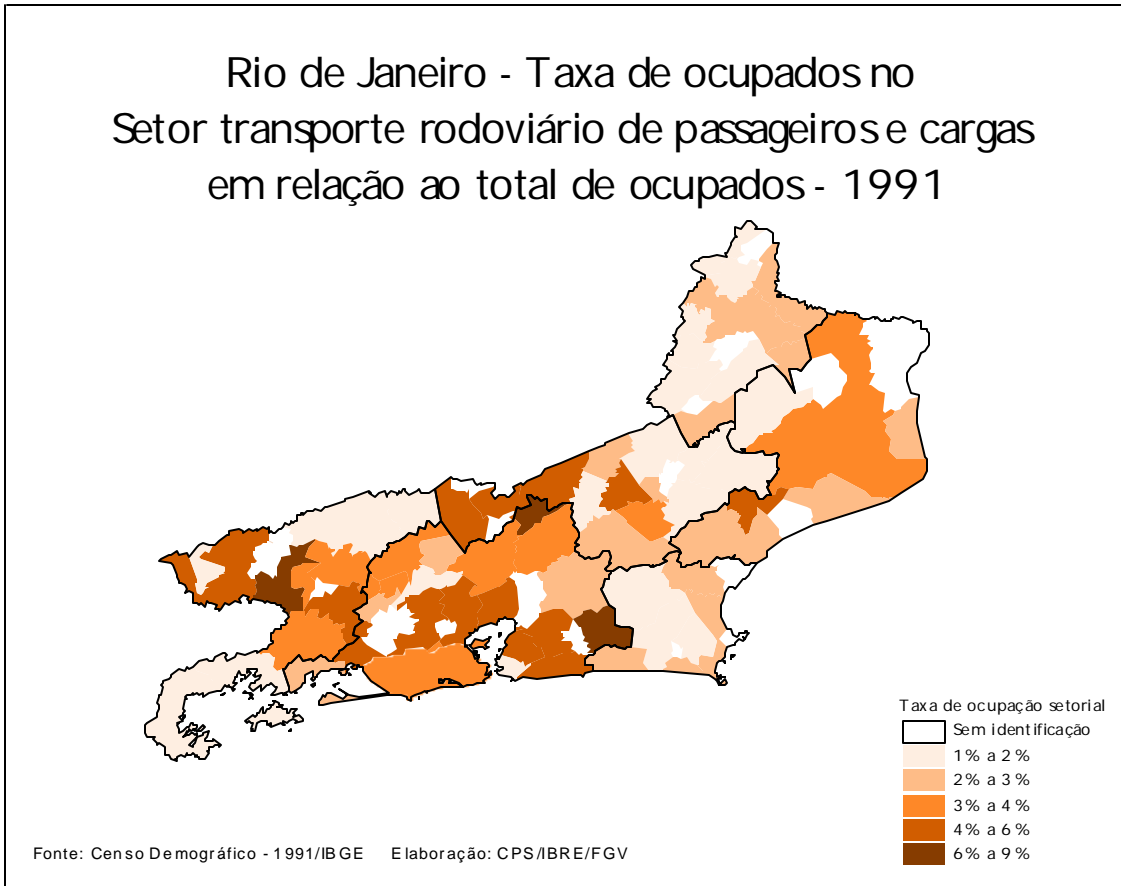 Rio de Janeiro - Taxa de ocupados no
Setor transporte rodoviário de passageiros e cargas
em relação ao total de ocupados - 1991
Taxa de ocupação setorial
Sem identificação
1% a 2%
2% a 3%
3% a 4%
4% a 6%
6% a 9%
Fonte: Censo Demográfico - 1991/IBGE Elaboração: CPS/IBRE/FGV